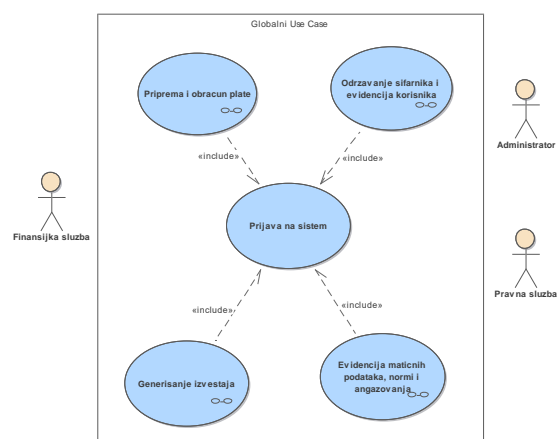 Globalni Use Case
Priprema i obracun plate
Odrzavanje sifarnika i
evidencija korisnika
Administrator
«include»
«include»
Finansijka sluzba
Prijava na sistem
Pravna sluzba
«include»
«include»
Generisanje izvestaja
Evidencija maticnih
podataka, normi i
angazovanja